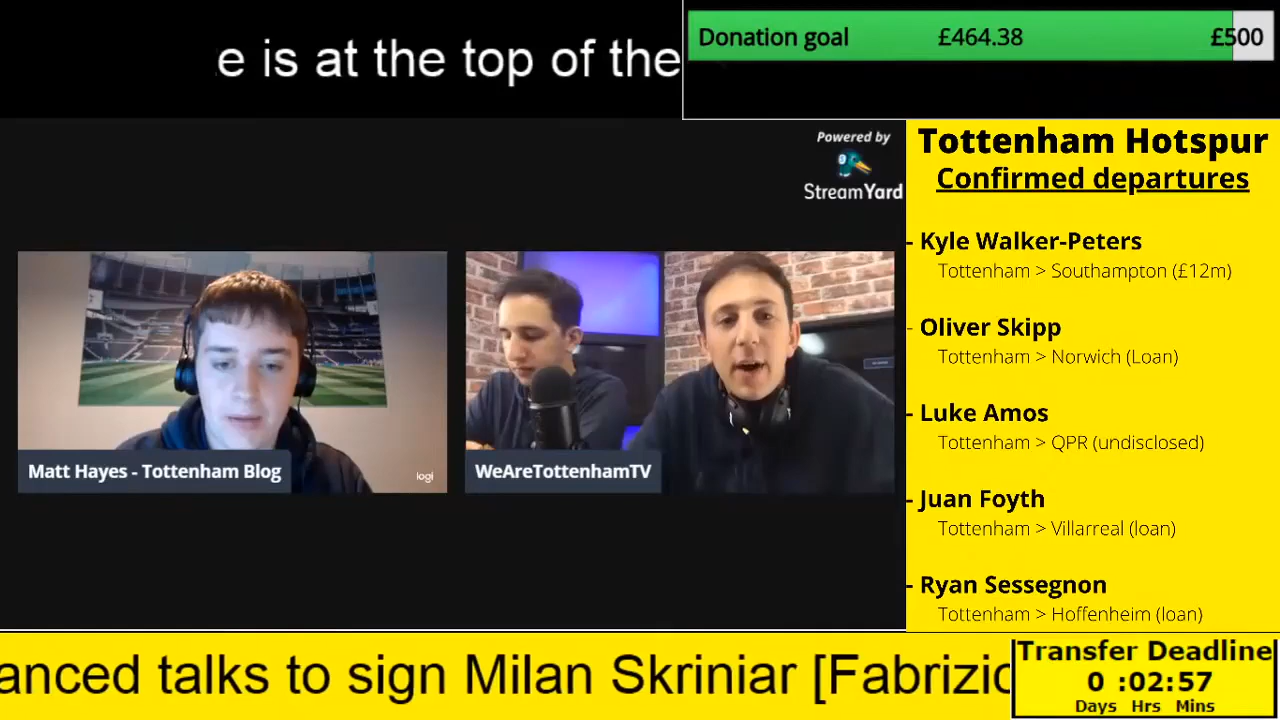 e is at the top of the
Donation goal £464.38 £500
Powered by
StreamYard
Tottenham Hotspur
Confirmed departures
- Kyle Walker-Peters
Tottenham > Southampton (£12m)
- Oliver Skipp
Tottenham > Norwich (Loan)
- Luke Amos
Tottenham > QPR (undisclosed)
- Juan Foyth
Tottenham > Villarreal (loan)
- Ryan Sessegnon
Tottenham > Hoffenheim (loan)
Matt Hayes - Tottenham Blog
logi
WeAreTottenhamTV
anced talks to sign Milan Skriniar [Fabrizio
Transfer Deadline
0 :02:57
Days Hrs Mins